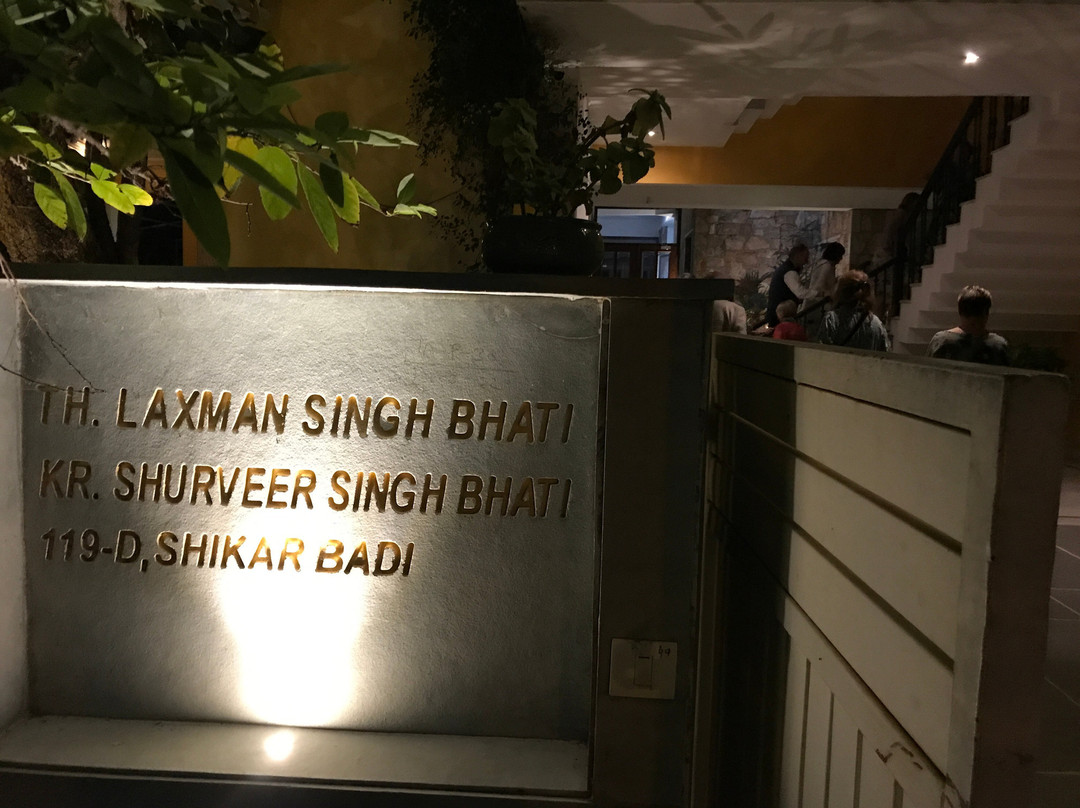 TH. LAXMAN SINGH BHATI
KR. SHURVEER SINGH BHATI
119-D, SHIKAR BADI